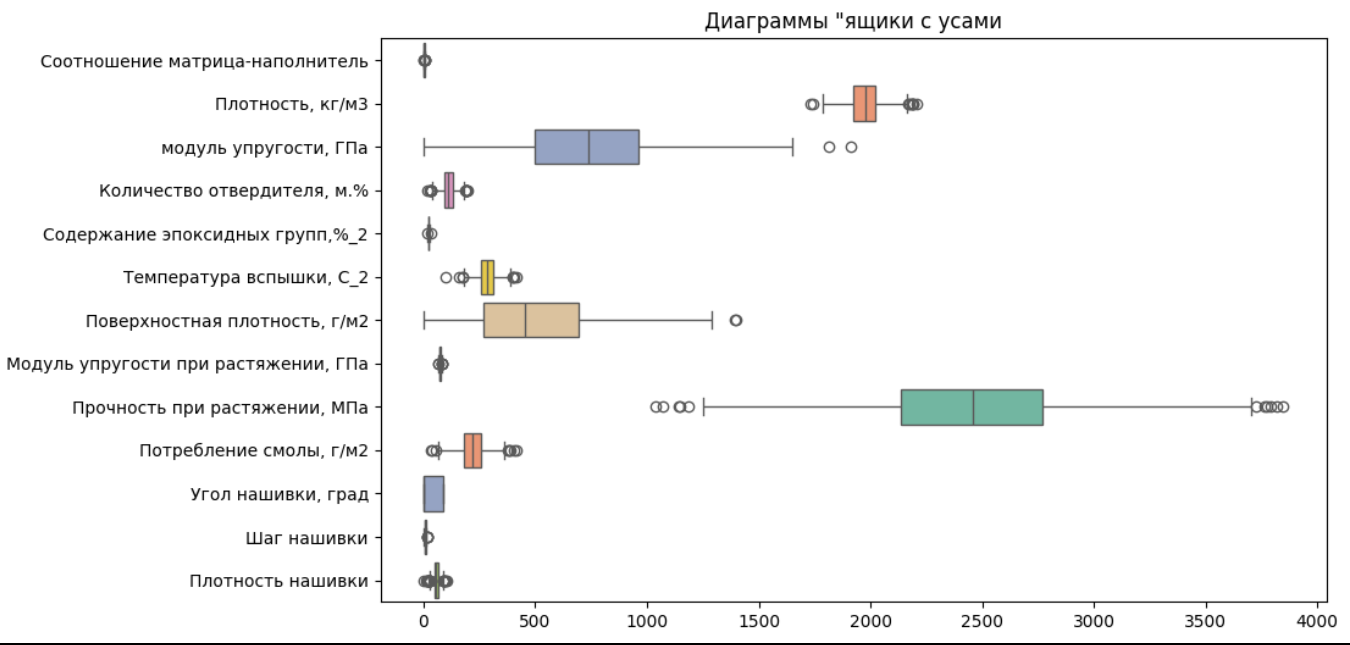 Диаграммы "ящики с усами
Соотношение матрица-наполнитель
Плотность, кг/м3
модуль упругости, ГПа
Количество отвердителя, м.%
Содержание эпоксидных групп,%_2
Температура вспышки, С_2
Поверхностная плотность, г/м2
Модуль упругости при растяжении, ГПа
Прочность при растяжении, МПа
Потребление смолы, г/м2
Угол нашивки, град
Шаг нашивки
Плотность нашивки
0 500 1000 1500 2000 2500 3000 3500 4000